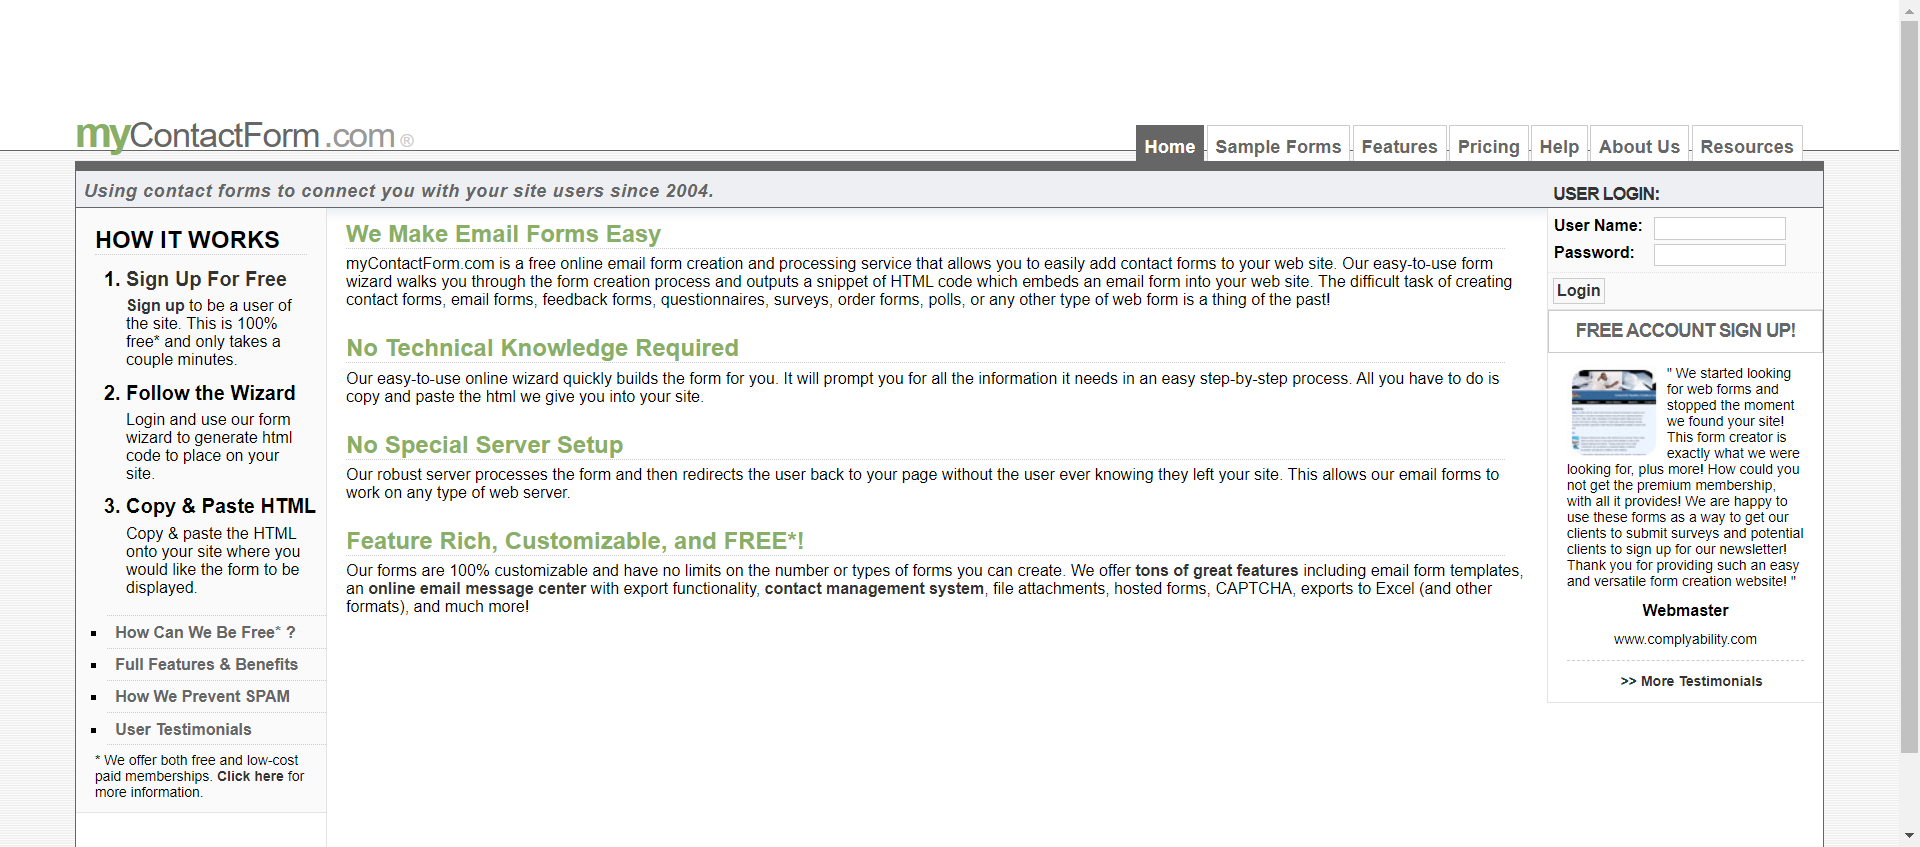 myContactForm.com®
Home Sample Forms Features Pricing Help About Us Resources
Using contact forms to connect you with your site users since 2004.
HOW IT WORKS
1. Sign Up For Free
Sign up to be a user of
the site. This is 100%
free* and only takes a
couple minutes.
2. Follow the Wizard
Login and use our form
wizard to generate html
code to place on your
site.
3. Copy & Paste HTML
Copy & paste the HTML
onto your site where you
would like the form to be
displayed.
How Can We Be Free* ?
Full Features & Benefits
How We Prevent SPAM
User Testimonials
* We offer both free and low-cost
paid memberships. Click here for
more information.
We Make Email Forms Easy
myContactForm.com is a free online email form creation and processing service that allows you to easily add contact forms to your web site. Our easy-to-use form
wizard walks you through the form creation process and outputs a snippet of HTML code which embeds an email form into your web site. The difficult task of creating
contact forms, email forms, feedback forms, questionnaires, surveys, order forms, polls, or any other type of web form is a thing of the past!
No Technical Knowledge Required
Our easy-to-use online wizard quickly builds the form for you. It will prompt you for all the information it needs in an easy step-by-step process. All you have to do is
copy and paste the html we give you into your site.
No Special Server Setup
Our robust server processes the form and then redirects the user back to your page without the user ever knowing they left your site. This allows our email forms to
work on any type of web server.
Feature Rich, Customizable, and FREE*!
Our forms are 100% customizable and have no limits on the number or types of forms you can create. We offer tons of great features including email form templates,
an online email message center with export functionality, contact management system, file attachments, hosted forms, CAPTCHA, exports to Excel (and other
formats), and much more!
USER LOGIN:
User Name:
Password:
Login
FREE ACCOUNT SIGN UP!
" We started looking
for web forms and
stopped the moment
we found your site!
This form creator is
exactly what we were
looking for, plus more! How could you
not get the premium membership,
with all it provides! We are happy to
use these forms as a way to get our
clients to submit surveys and potential
clients to sign up for our newsletter!
Thank you for providing such an easy
and versatile form creation website! "
Webmaster
www.complyability.com
>> More Testimonials